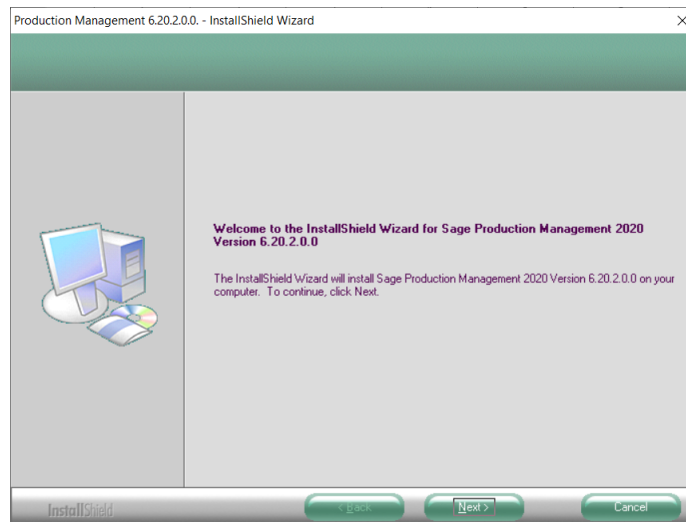 Production Management 6.20.2.0.0. - InstallShield Wizard
Welcome to the InstallShield Wizard for Sage Production Management 2020
Version 6.20.2.0.0
The InstallShield Wizard will install Sage Production Management 2020 Version 6.20.2.0.0 on your
computer. To continue, click Next.
InstallShield
< Back
Next >
Cancel